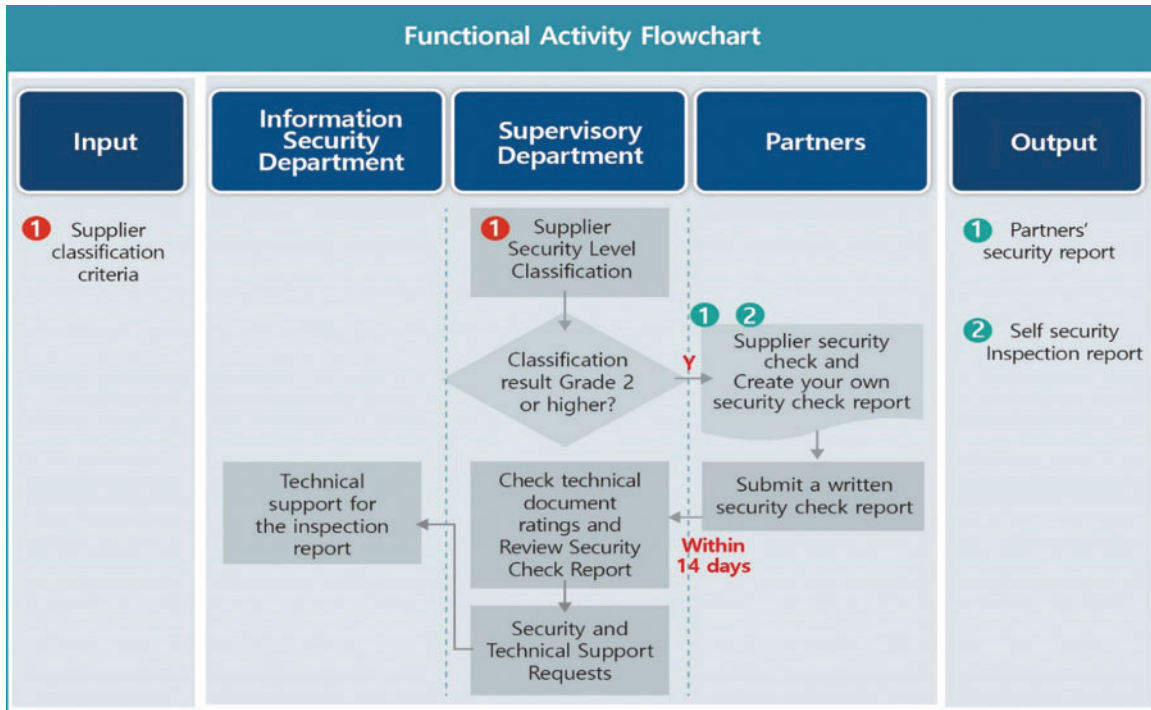 Functional Activity Flowchart
Input
Information
Security
Department
Supervisory
Department
Partners
Output
1 Supplier
classification
criteria
1 Supplier
Security Level
Classification
1 Partners'
security report
2 Self security
Inspection report
Classification
result Grade 2
or higher?
Y
1 2
Supplier security
check and
Create your own
security check report
Technical
support for
the inspection
report
Check technical
document
ratings and
Review Security
Check Report
Submit a written
security check report
Within
14 days
Security and
Technical Support
Requests